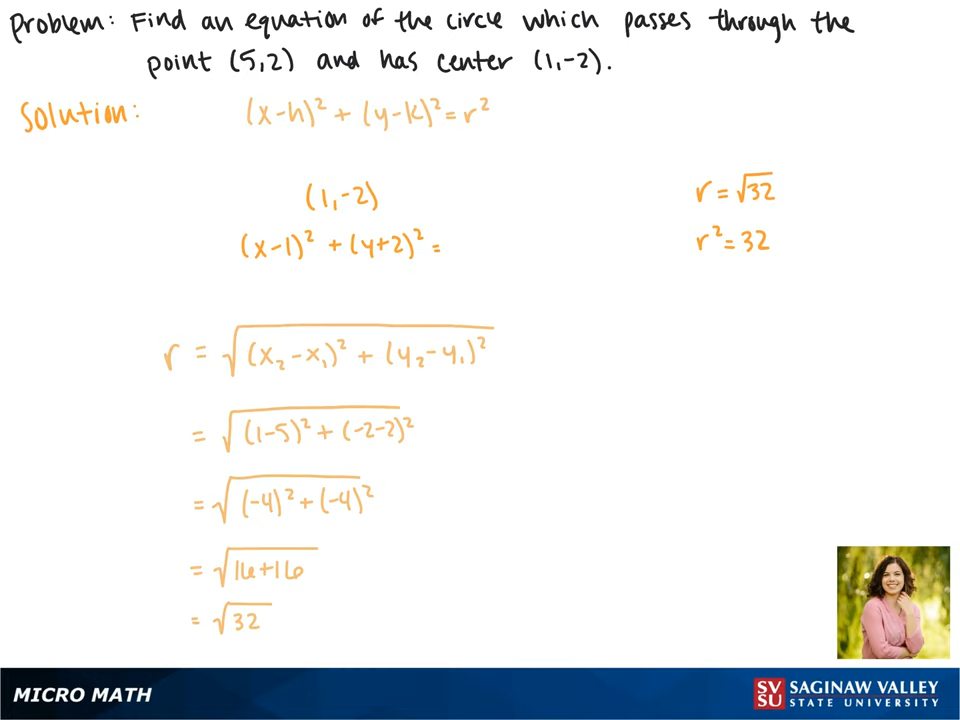 Problem: Find an equation of the circle which passes through the
point (5,2) and has center (1,-2).
Solution: (x-h)² + (y-k)² = r²
(1,-2) r = √32
(x-1)² + (y+2)² = r² = 32
r = √(x₂-x₁)² + (y₂-y₁)²
= √(1-5)² + (-2-2)²
= √(-4)² + (-4)²
= √16+16
= √32
MICRO MATH SVSU SAGINAW VALLEY
STATE UNIVERSITY